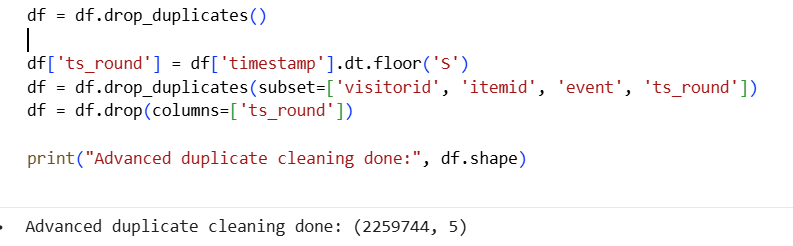 df = df.drop_duplicates()
df['ts_round'] = df['timestamp'].dt.floor('S')
df = df.drop_duplicates(subset=['visitorid', 'itemid', 'event', 'ts_round'])
df = df.drop(columns=['ts_round'])
print("Advanced duplicate cleaning done:", df.shape)
Advanced duplicate cleaning done: (2259744, 5)